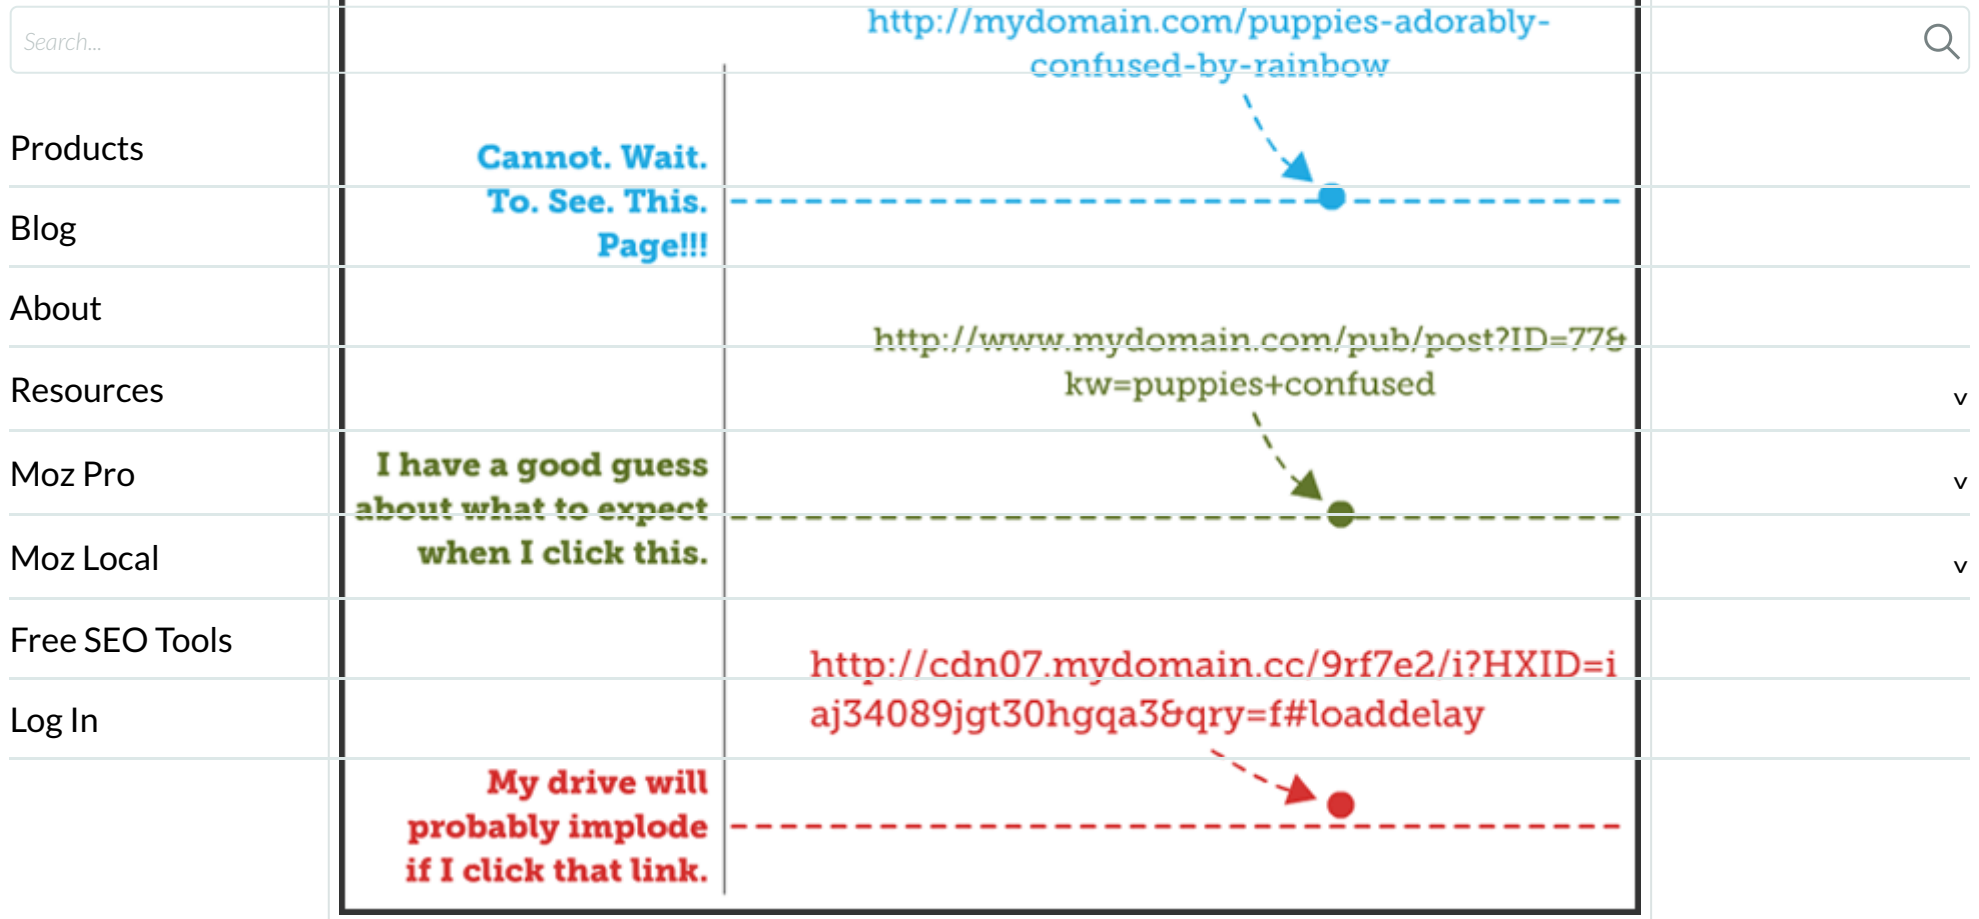 Search...
Products
Blog
About
Resources
v
Moz Pro
v
Moz Local
v
Free SEO Tools
Log In
http://mydomain.com/puppies-adorably-
confused-by-rainbow
Cannot. Wait.
To. See. This.
Page!!!
http://www.mydomain.com/pub/post?ID=77&
kw=puppies+confused
I have a good guess
about what to expect
when I click this.
http://cdn07.mydomain.cc/9rf7e2/i?HXID=i
aj34089jgt30hgqa3&qry=f#loaddelay
My drive will
probably implode
if I click that link.